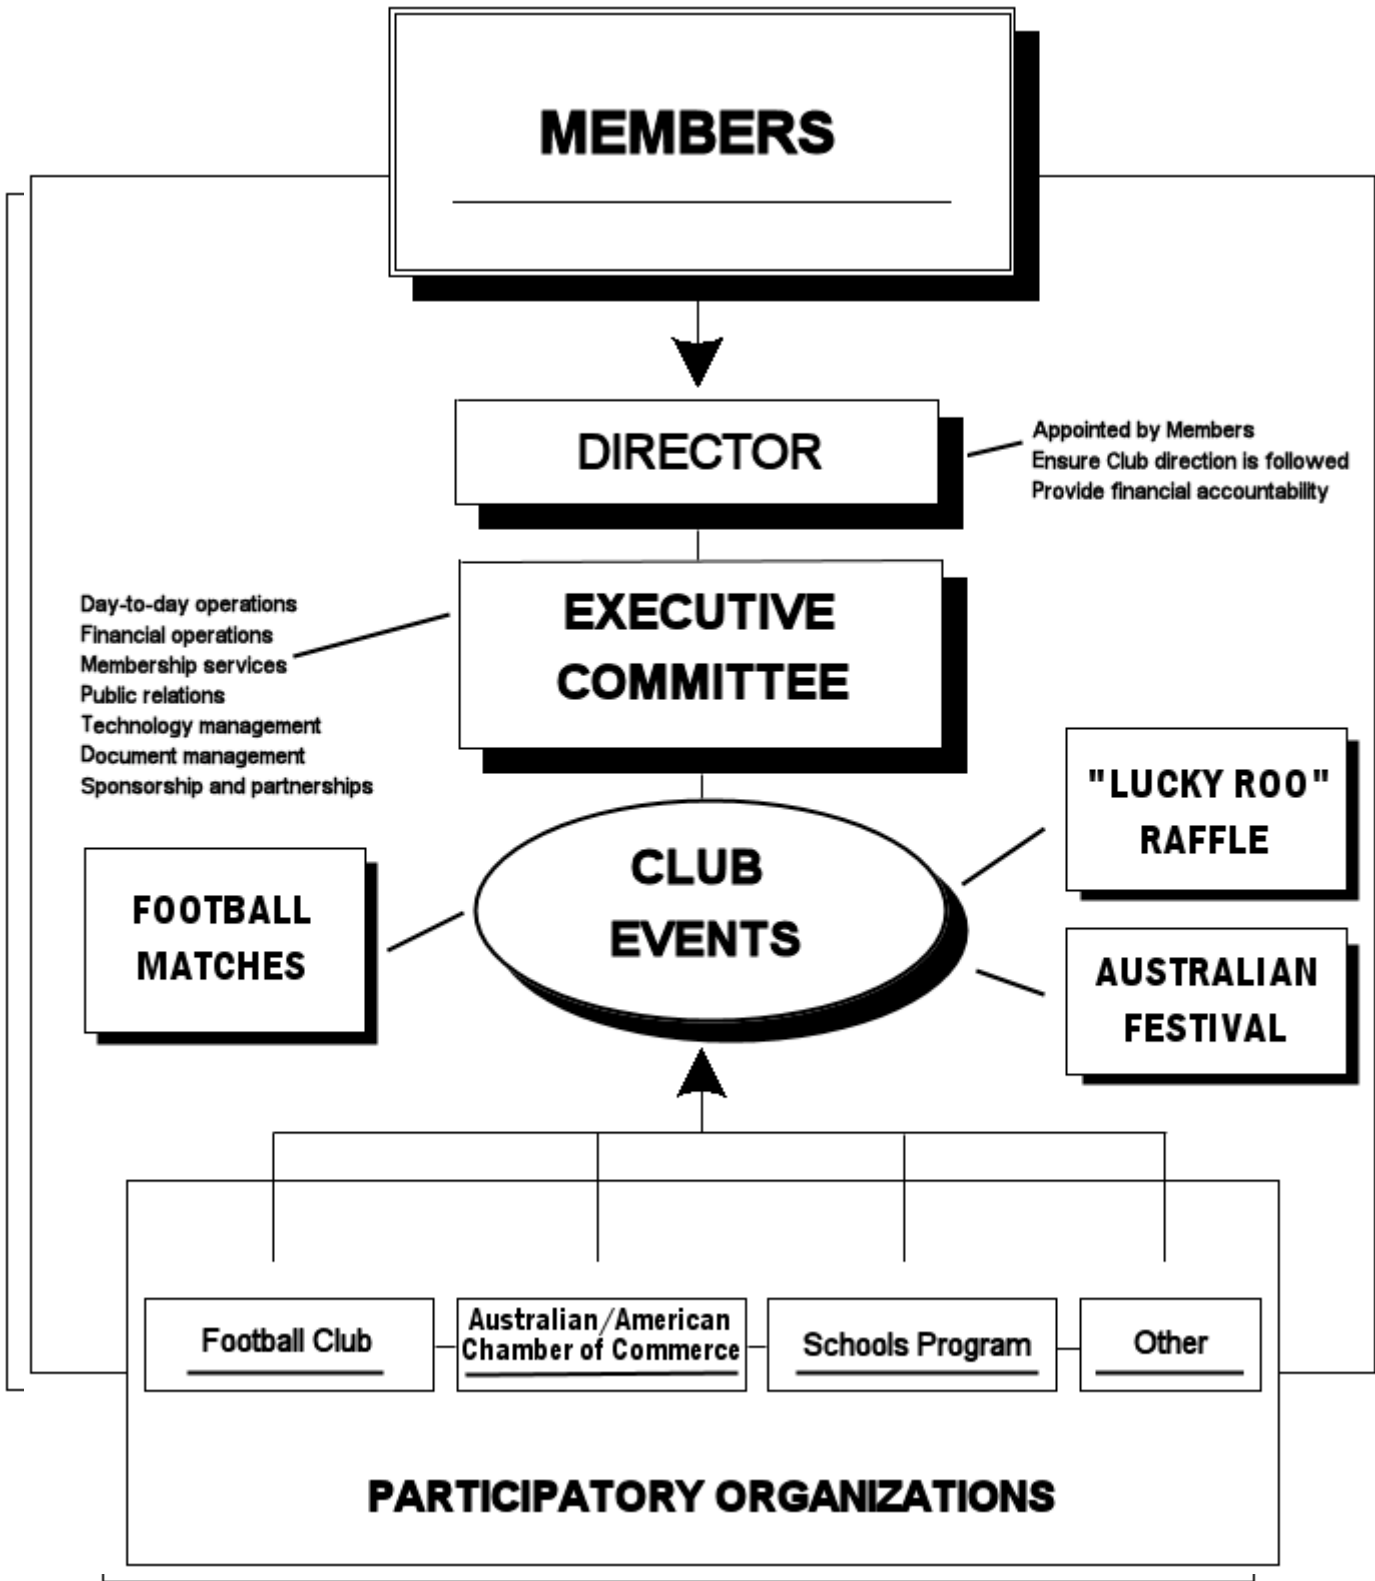 MEMBERS
DIRECTOR
Appointed by Members
Ensure Club direction is followed
Provide financial accountability
EXECUTIVE
COMMITTEE
Day-to-day operations
Financial operations
Membership services
Public relations
Technology management
Document management
Sponsorship and partnerships
"LUCKY ROO"
RAFFLE
CLUB
EVENTS
FOOTBALL
MATCHES
AUSTRALIAN
FESTIVAL
Football Club
Australian/American
Chamber of Commerce
Schools Program
Other
PARTICIPATORY ORGANIZATIONS